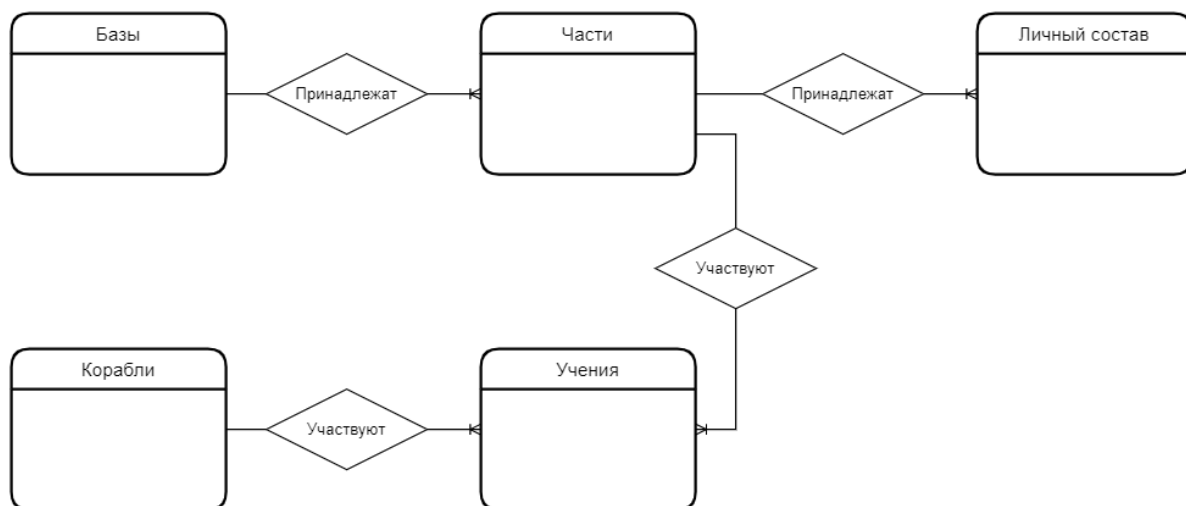 Базы
Части
Личный состав
Принадлежат
Принадлежат
Участвуют
Корабли
Учения
Участвуют